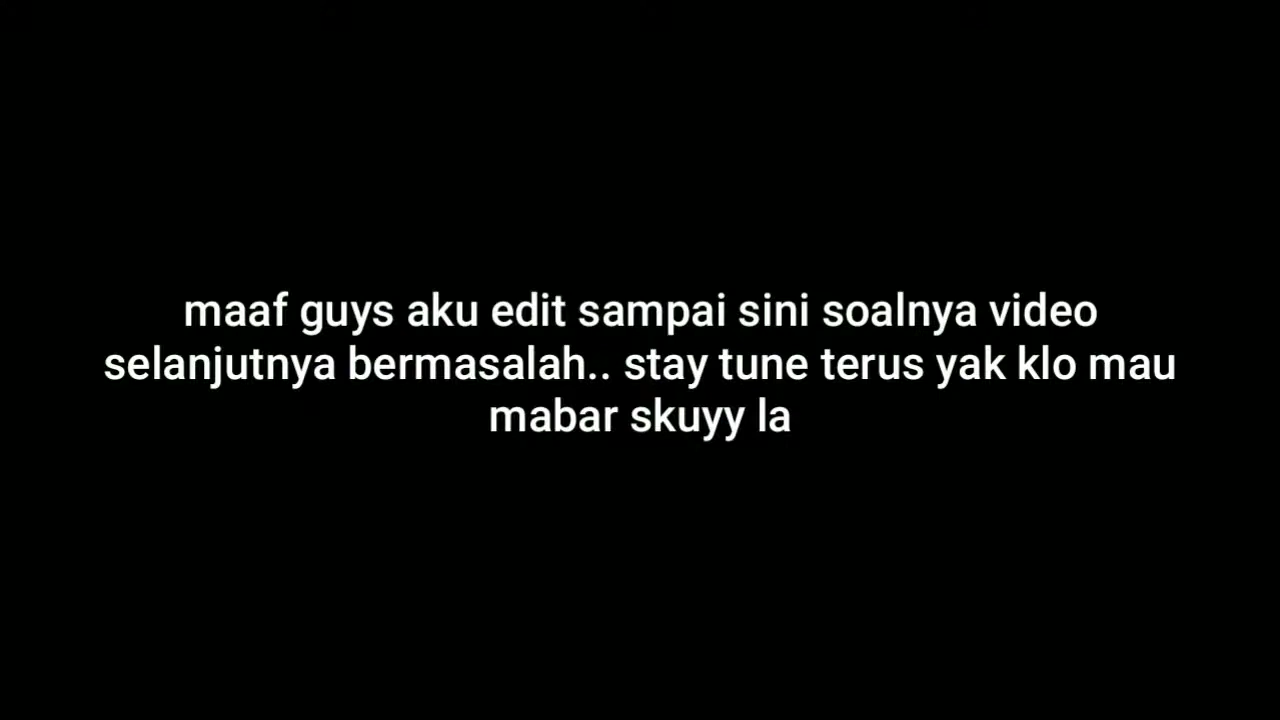 maaf guys aku edit sampai sini soalnya video
selanjutnya bermasalah.. stay tune terus yak klo mau
mabar skuyy la